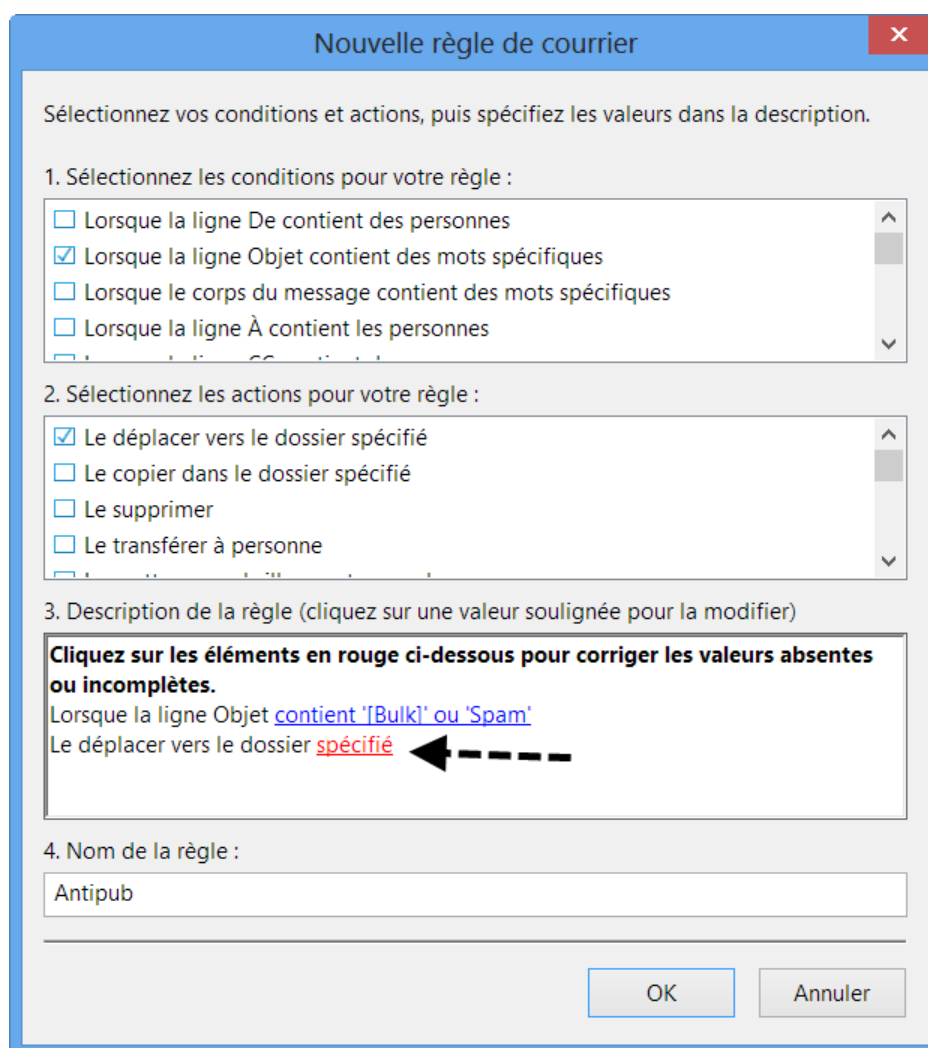 Nouvelle règle de courrier
Sélectionnez vos conditions et actions, puis spécifiez les valeurs dans la description.
1. Sélectionnez les conditions pour votre règle :
Lorsque la ligne De contient des personnes
Lorsque la ligne Objet contient des mots spécifiques
Lorsque le corps du message contient des mots spécifiques
Lorsque la ligne À contient les personnes
2. Sélectionnez les actions pour votre règle :
Le déplacer vers le dossier spécifié
Le copier dans le dossier spécifié
Le supprimer
Le transférer à personne
3. Description de la règle (cliquez sur une valeur soulignée pour la modifier)
Cliquez sur les éléments en rouge ci-dessous pour corriger les valeurs absentes
ou incomplètes.
Lorsque la ligne Objet contient '[Bulk]' ou 'Spam'
Le déplacer vers le dossier spécifié
4. Nom de la règle :
Antipub
OK
Annuler